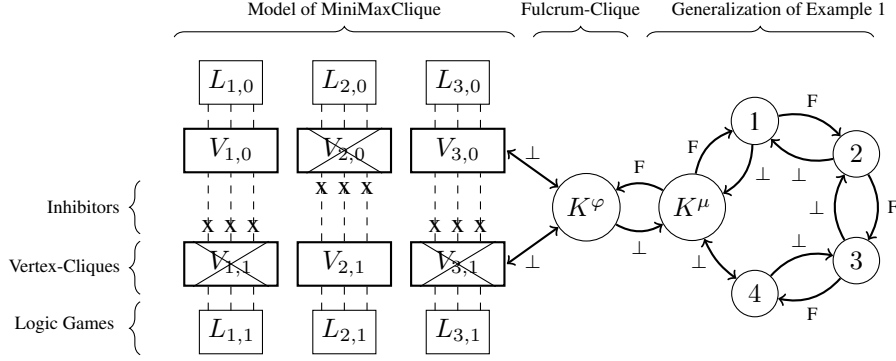 Model of MiniMaxClique Fulcrum-Clique Generalization of Example 1
L1,0 L2,0 L3,0
V1,0 V2,0 V3,0
1 2 3 4
F F F F F
⊥ ⊥ ⊥ ⊥ ⊥ ⊥ ⊥ ⊥
K^φ K^μ
x x x
Inhibitors
x x x x x x
Vertex-Cliques
V1,1 V2,1 V3,1
Logic Games
L1,1 L2,1 L3,1